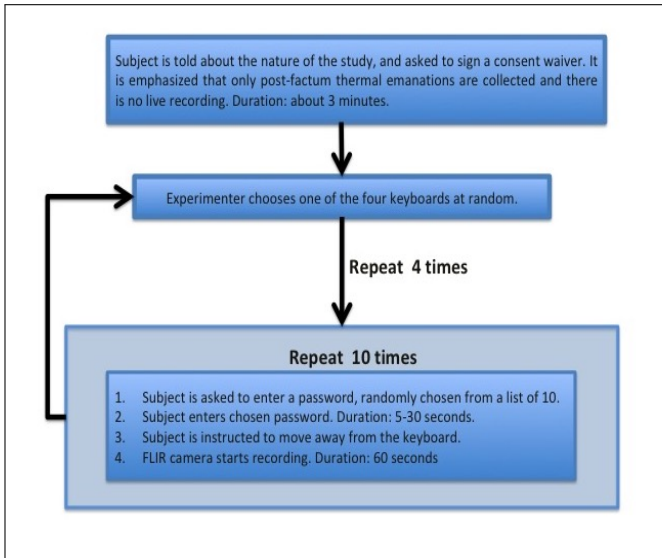 Subject is told about the nature of the study, and asked to sign a consent waiver. It
is emphasized that only post-factum thermal emanations are collected and there
is no live recording. Duration: about 3 minutes.
Experimenter chooses one of the four keyboards at random.
Repeat 4 times
Repeat 10 times
1. Subject is asked to enter a password, randomly chosen from a list of 10.
2. Subject enters chosen password. Duration: 5-30 seconds.
3. Subject is instructed to move away from the keyboard.
4. FLIR camera starts recording. Duration: 60 seconds